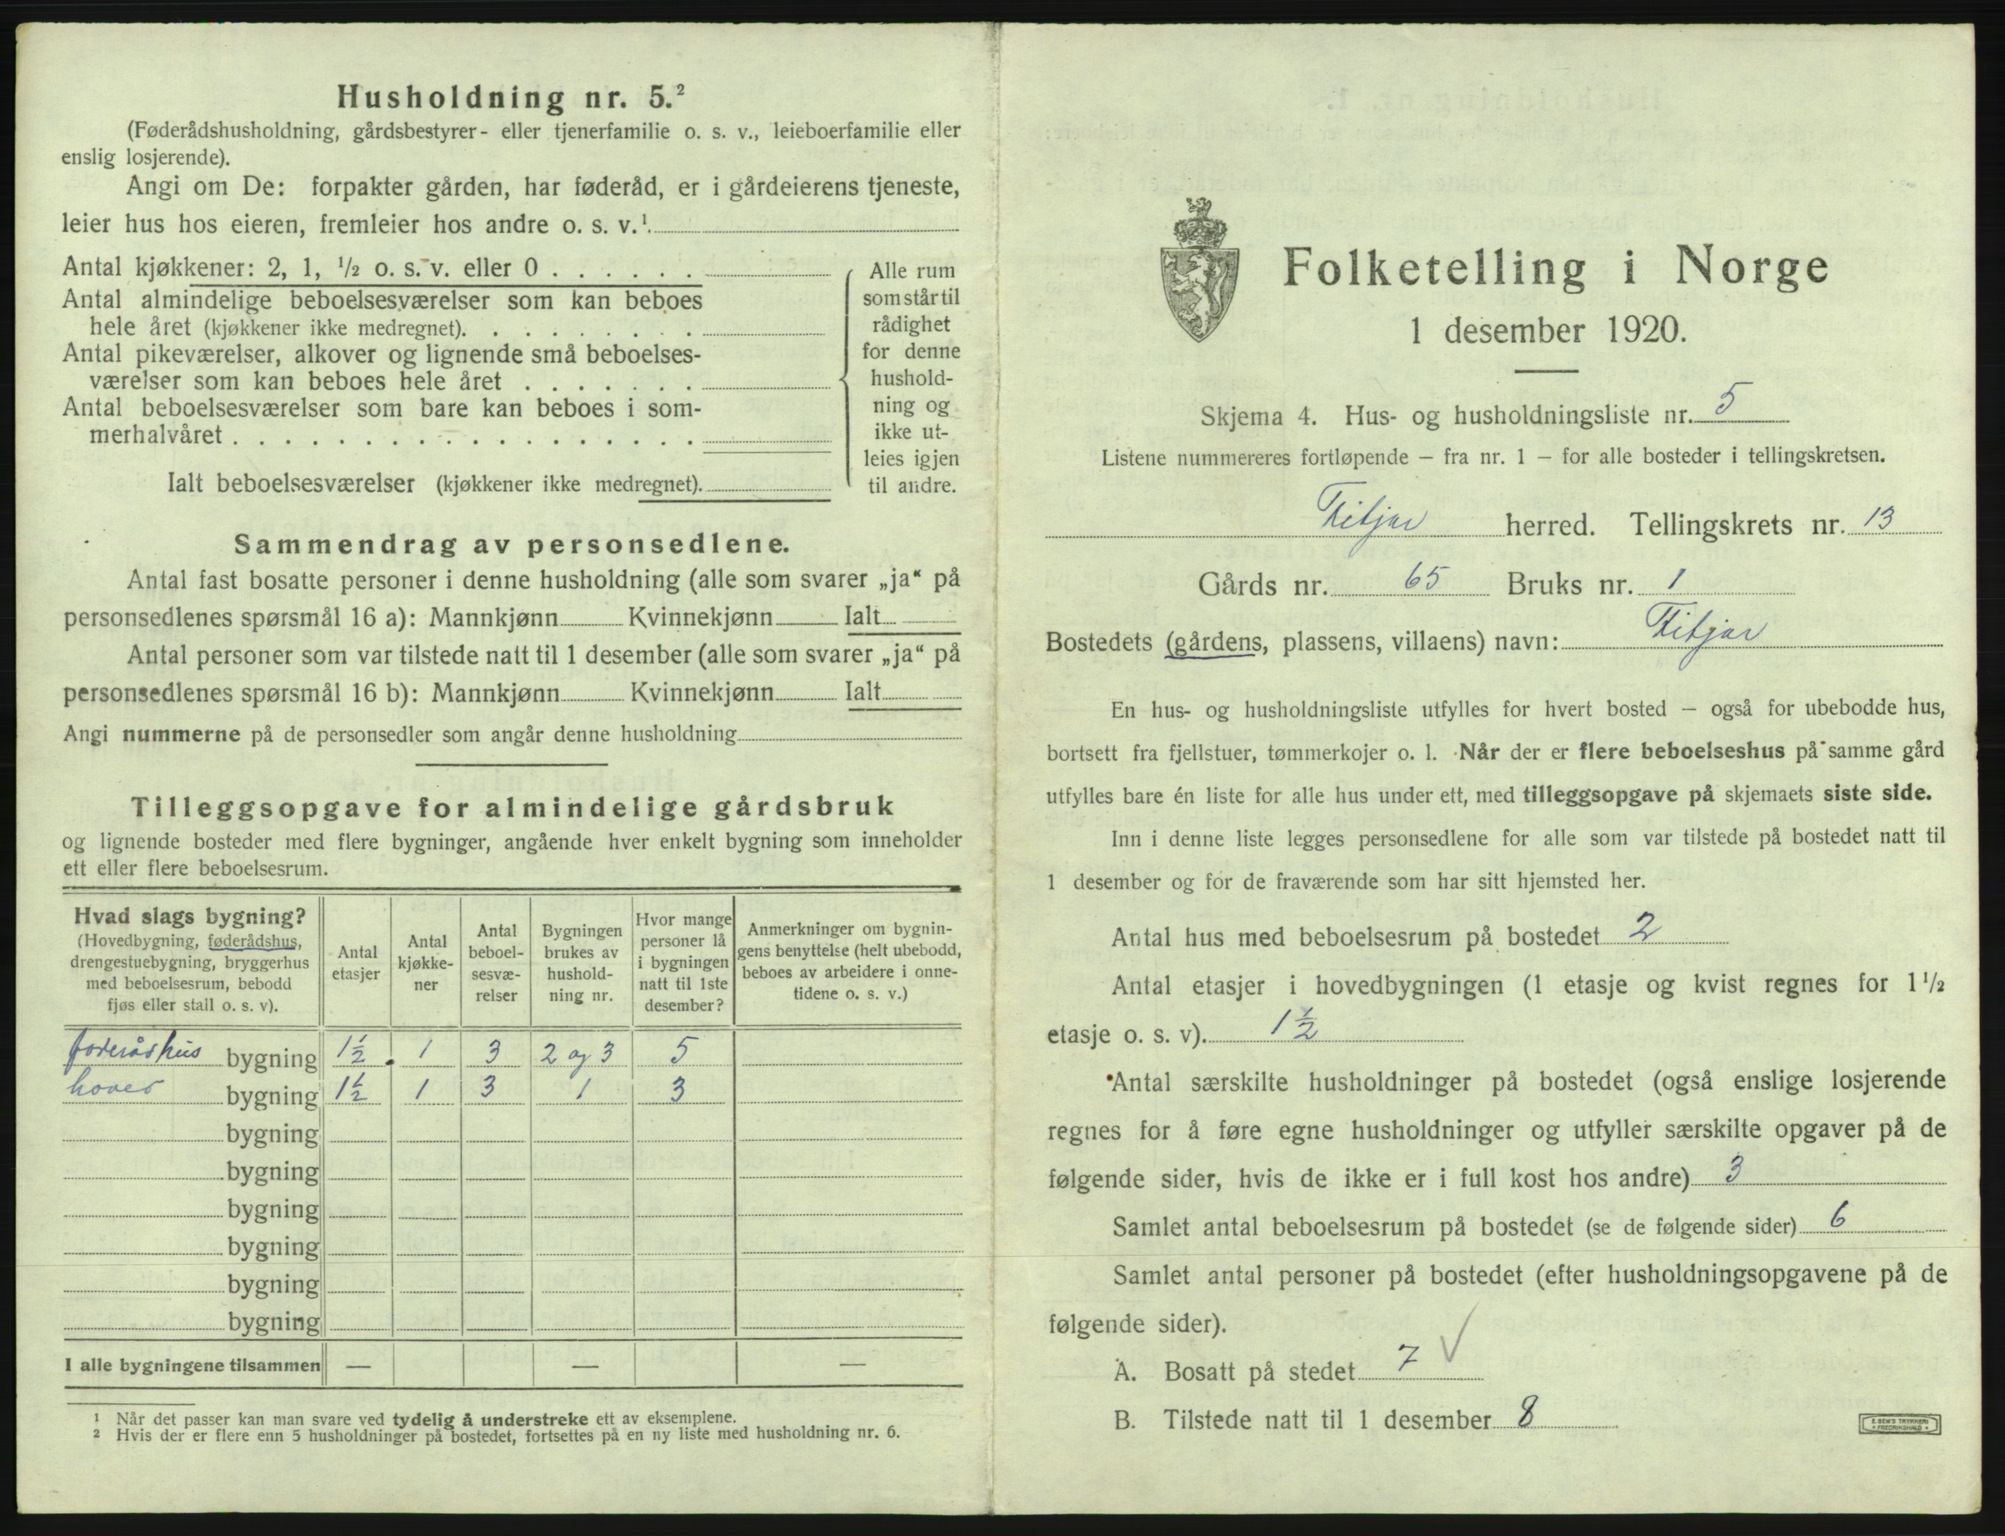 Husholdning nr. 5.²
(Føderådshusholdning, gårdsbestyrer- eller tjenerfamilie o. s. v., leieboerfamilie eller
enslig losjerende).
Angi om De: forpakter gården, har føderåd, er i gårdeierens tjeneste,
leier hus hos eieren, fremleier hos andre o. s. v.¹
Antal kjøkkener: 2, 1, ½ o. s. v. eller 0 . . . . . .
Antal almindelige beboelsesværelser som kan beboes
hele året (kjøkkener ikke medregnet). . . . . . . . .
Antal pikeværelser, alkover og lignende små beboelses-
værelser som kan beboes hele året . . . . . . .
Antal beboelsesværelser som bare kan beboes i som-
merhalvåret . . . . . . . . . . . . . . . . . .
Ialt beboelsesværelser (kjøkkener ikke medregnet).
Alle rum
som står til
rådighet
for denne
hushold-
ning og
ikke ut-
leies igjen
til andre.
Sammendrag av personsedlene.
Antal fast bosatte personer i denne husholdning (alle som svarer „ja“ på
personsedlenes spørsmål 16 a): Mannkjønn Kvinnekjønn Ialt
Antal personer som var tilstede natt til 1 desember (alle som svarer „ja“ på
personsedlenes spørsmål 16 b): Mannkjønn Kvinnekjønn Ialt
Angi nummerne på de personsedler som angår denne husholdning
Tilleggsopgave for almindelige gårdsbruk
og lignende bosteder med flere bygninger, angående hver enkelt bygning som inneholder
ett eller flere beboelsesrum.
Hvad slags bygning?
(Hovedbygning, føderådshus,
drengestuebygning, bryggerhus
med beboelsesrum, bebodd
fjøs eller stall o. s. v).
Antal
etasjer
Antal
kjøkke-
ner
Antal
beboel-
sesvæ-
relser
Bygningen
brukes av
hushold-
ning nr.
Hvor mange
personer lå
i bygningen
natt til 1ste
desember?
Anmerkninger om bygnin-
gens benyttelse (helt ubebodd,
beboes av arbeidere i onne-
tidene o. s. v.)
foderåshus bygning 1½ 1 3 2 og 3 5
hoved bygning 1½ 1 3 1 3
bygning
bygning
bygning
bygning
bygning
bygning
I alle bygningene tilsammen — — —
¹ Når det passer kan man svare ved tydelig å understreke ett av eksemplene.
² Hvis der er flere enn 5 husholdninger på bostedet, fortsettes på en ny liste med husholdning nr. 6.
Folketelling i Norge
1 desember 1920.
Skjema 4. Hus- og husholdningsliste nr. 5
Listene nummereres fortløpende – fra nr. 1 – for alle bosteder i tellingskretsen.
Fitjar herred. Tellingskrets nr. 13
Gårds nr. 65 Bruks nr. 1
Bostedets (gårdens, plassens, villaens) navn: Fitjar
En hus- og husholdningsliste utfylles for hvert bosted – også for ubebodde hus,
bortsett fra fjellstuer, tømmerkojer o. l. Når der er flere beboelseshus på samme gård
utfylles bare én liste for alle hus under ett, med tilleggsopgave på skjemaets siste side.
Inn i denne liste legges personsedlene for alle som var tilstede på bostedet natt til
1 desember og for de fraværende som har sitt hjemsted her.
Antal hus med beboelsesrum på bostedet 2
Antal etasjer i hovedbygningen (1 etasje og kvist regnes for 1½
etasje o. s. v). 1½
Antal særskilte husholdninger på bostedet (også enslige losjerende
regnes for å føre egne husholdninger og utfyller særskilte opgaver på de
følgende sider, hvis de ikke er i full kost hos andre) 3
Samlet antal beboelsesrum på bostedet (se de følgende sider) 6
Samlet antal personer på bostedet (efter husholdningsopgavene på de
følgende sider).
A. Bosatt på stedet 7 ✓
B. Tilstede natt til 1 desember 8
E. SEM'S TRYKKERI
FREDRIKSHALD